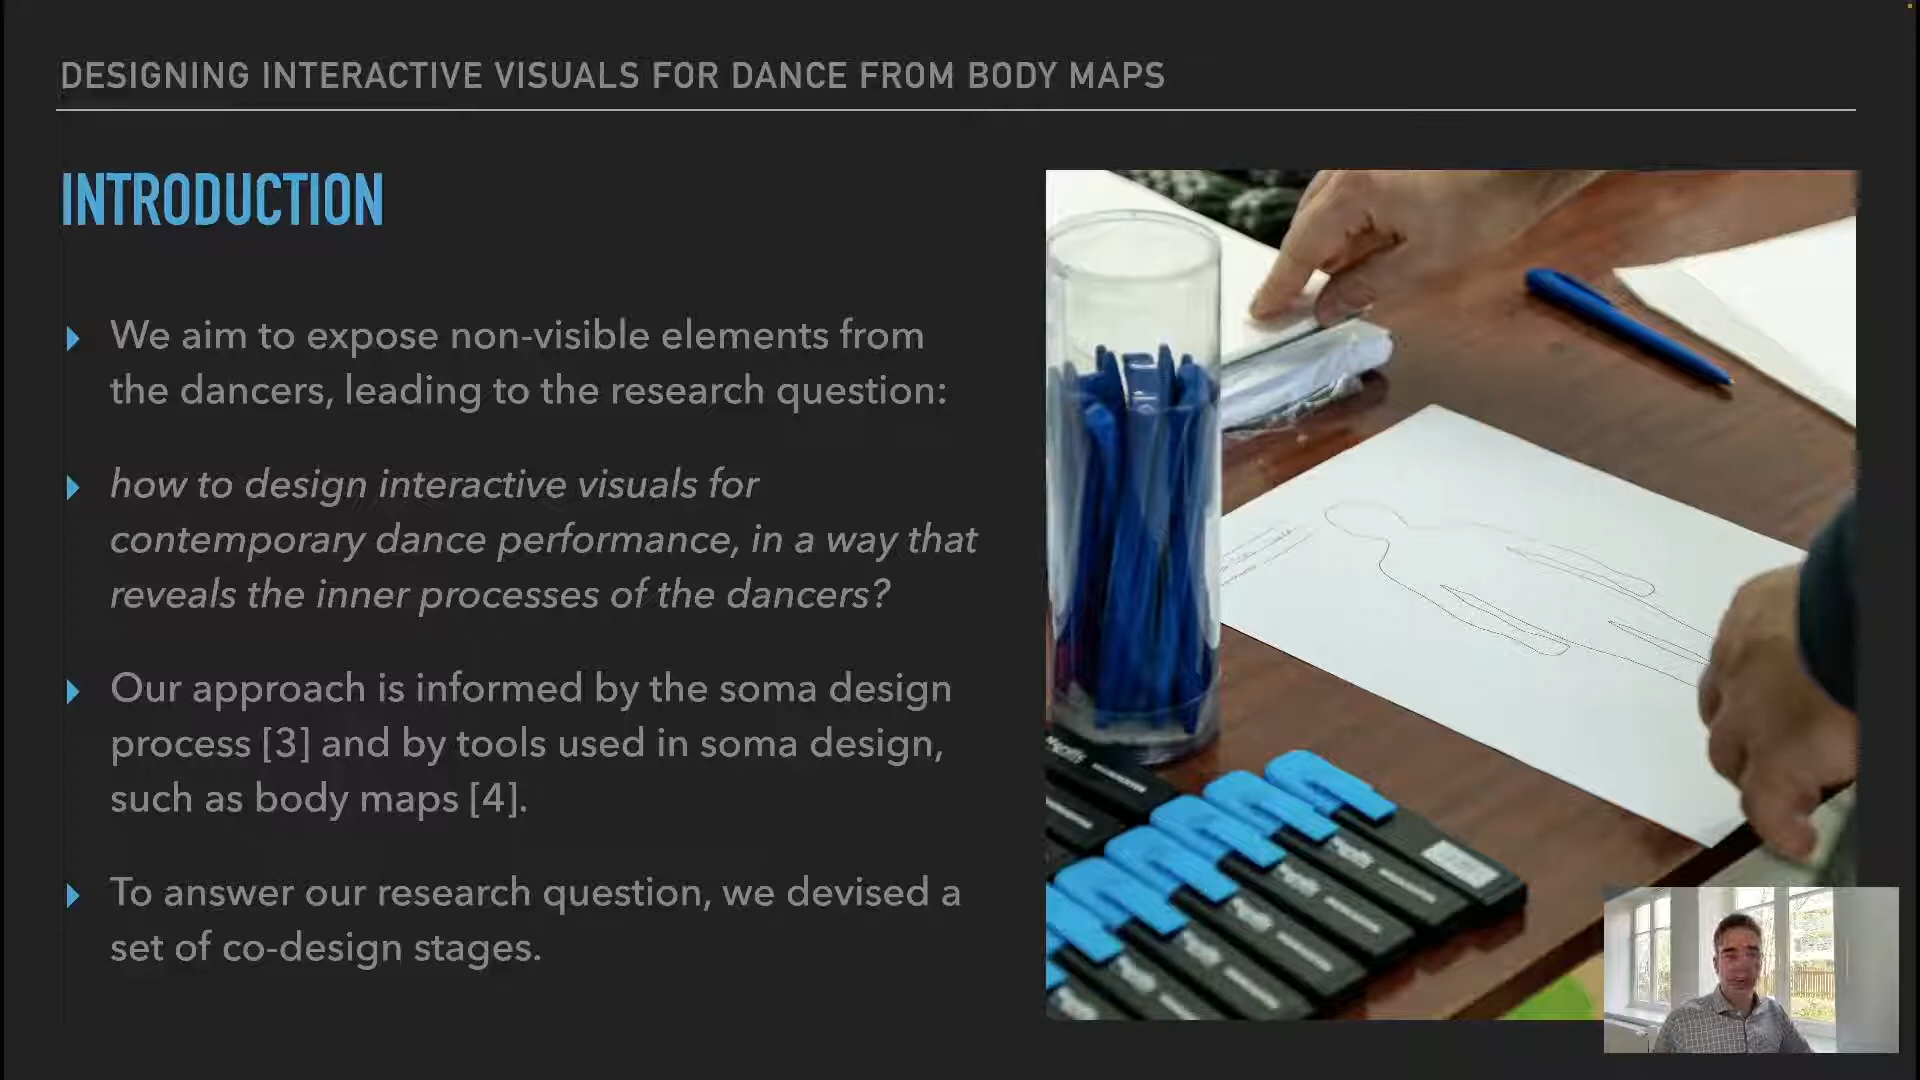 DESIGNING INTERACTIVE VISUALS FOR DANCE FROM BODY MAPS
INTRODUCTION
We aim to expose non-visible elements from
the dancers, leading to the research question:
how to design interactive visuals for
contemporary dance performance, in a way that
reveals the inner processes of the dancers?
Our approach is informed by the soma design
process [3] and by tools used in soma design,
such as body maps [4].
To answer our research question, we devised a
set of co-design stages.